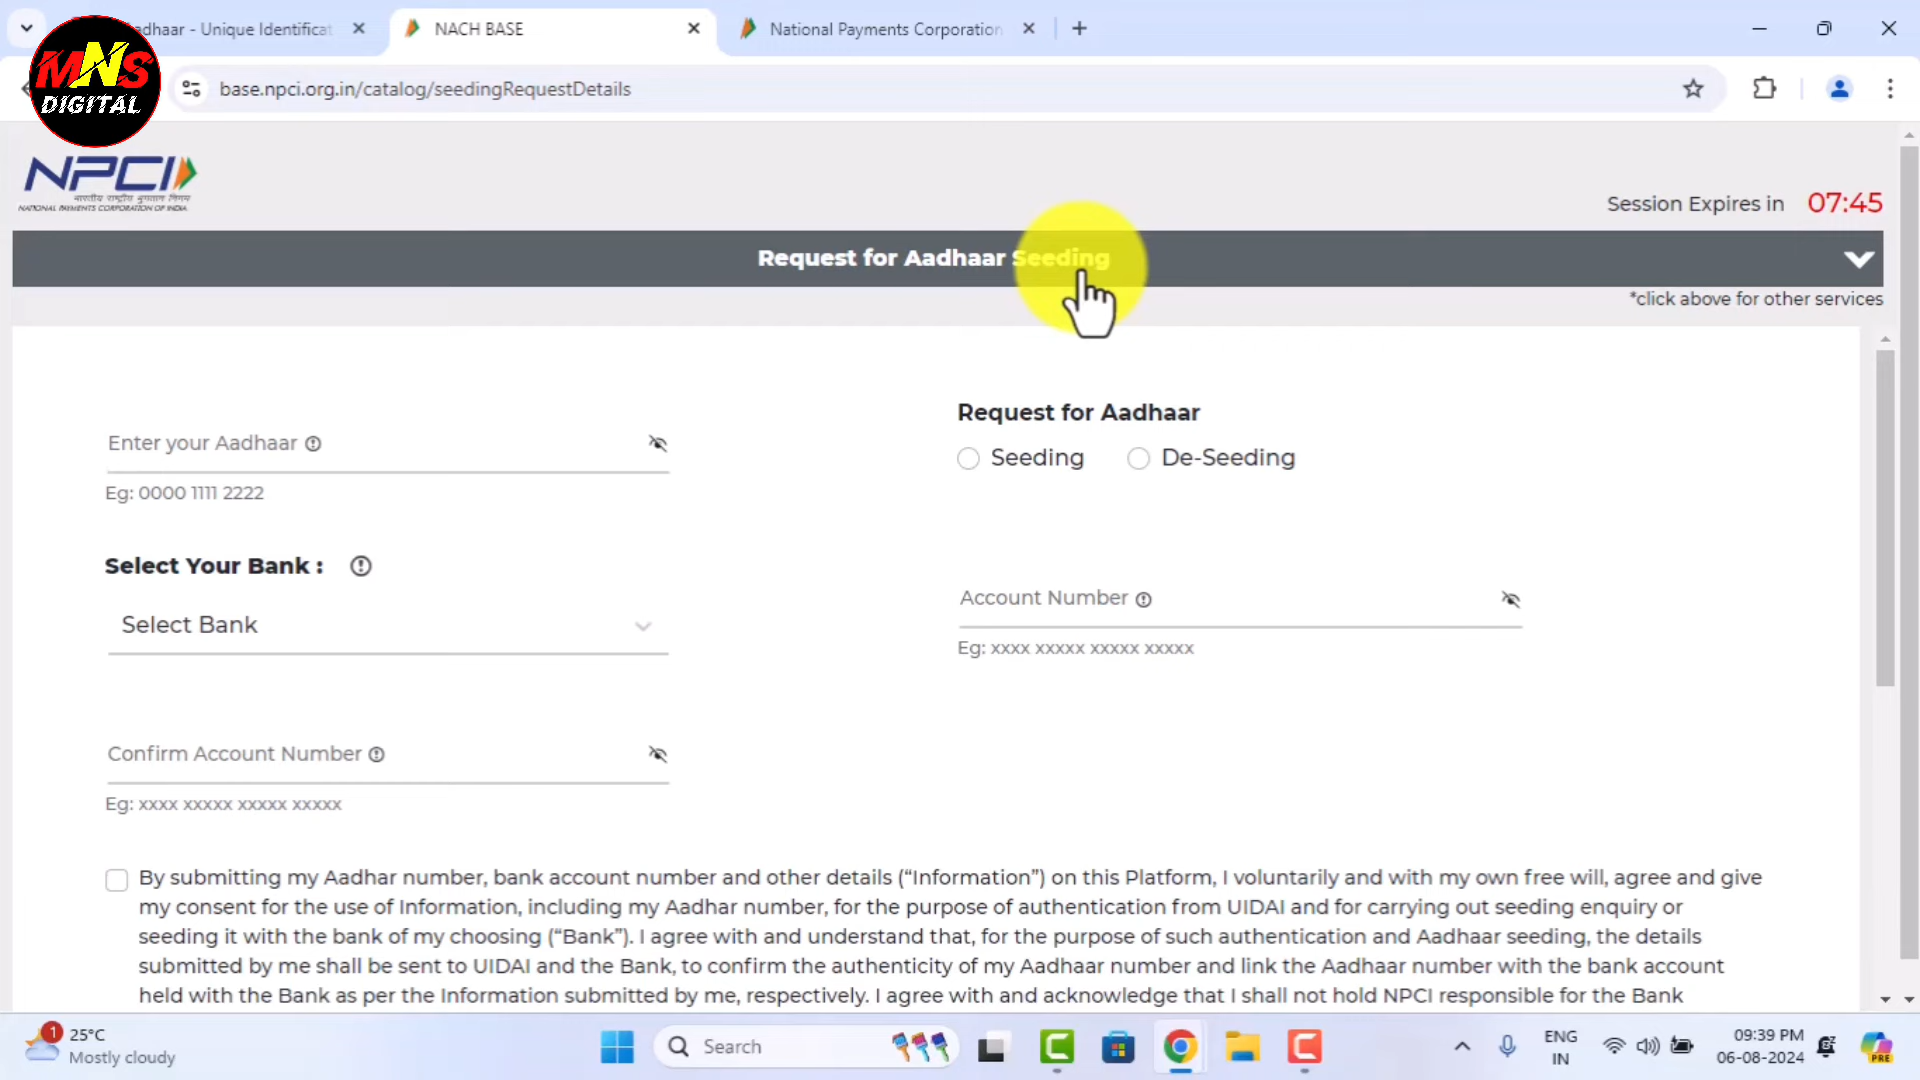 adhaar - Unique Identificat
NACH BASE
National Payments Corporation
MNS
DIGITAL
base.npci.org.in/catalog/seedingRequestDetails
NPCI
भारतीय राष्ट्रीय भुगतान निगम
NATIONAL PAYMENTS CORPORATION OF INDIA
Session Expires in 07:45
Request for Aadhaar Seeding
*click above for other services
Enter your Aadhaar
Eg: 0000 1111 2222
Request for Aadhaar
Seeding De-Seeding
Select Your Bank :
Select Bank
Account Number
Eg: xxxx xxxxx xxxxx xxxxx
Confirm Account Number
Eg: xxxx xxxxx xxxxx xxxxx
By submitting my Aadhar number, bank account number and other details (“Information”) on this Platform, I voluntarily and with my own free will, agree and give
my consent for the use of Information, including my Aadhar number, for the purpose of authentication from UIDAI and for carrying out seeding enquiry or
seeding it with the bank of my choosing (“Bank”). I agree with and understand that, for the purpose of such authentication and Aadhaar seeding, the details
submitted by me shall be sent to UIDAI and the Bank, to confirm the authenticity of my Aadhaar number and link the Aadhaar number with the bank account
held with the Bank as per the Information submitted by me, respectively. I agree with and acknowledge that I shall not hold NPCI responsible for the Bank
1
25°C
Mostly cloudy
Search
ENG
IN
09:39 PM
06-08-2024
PRE